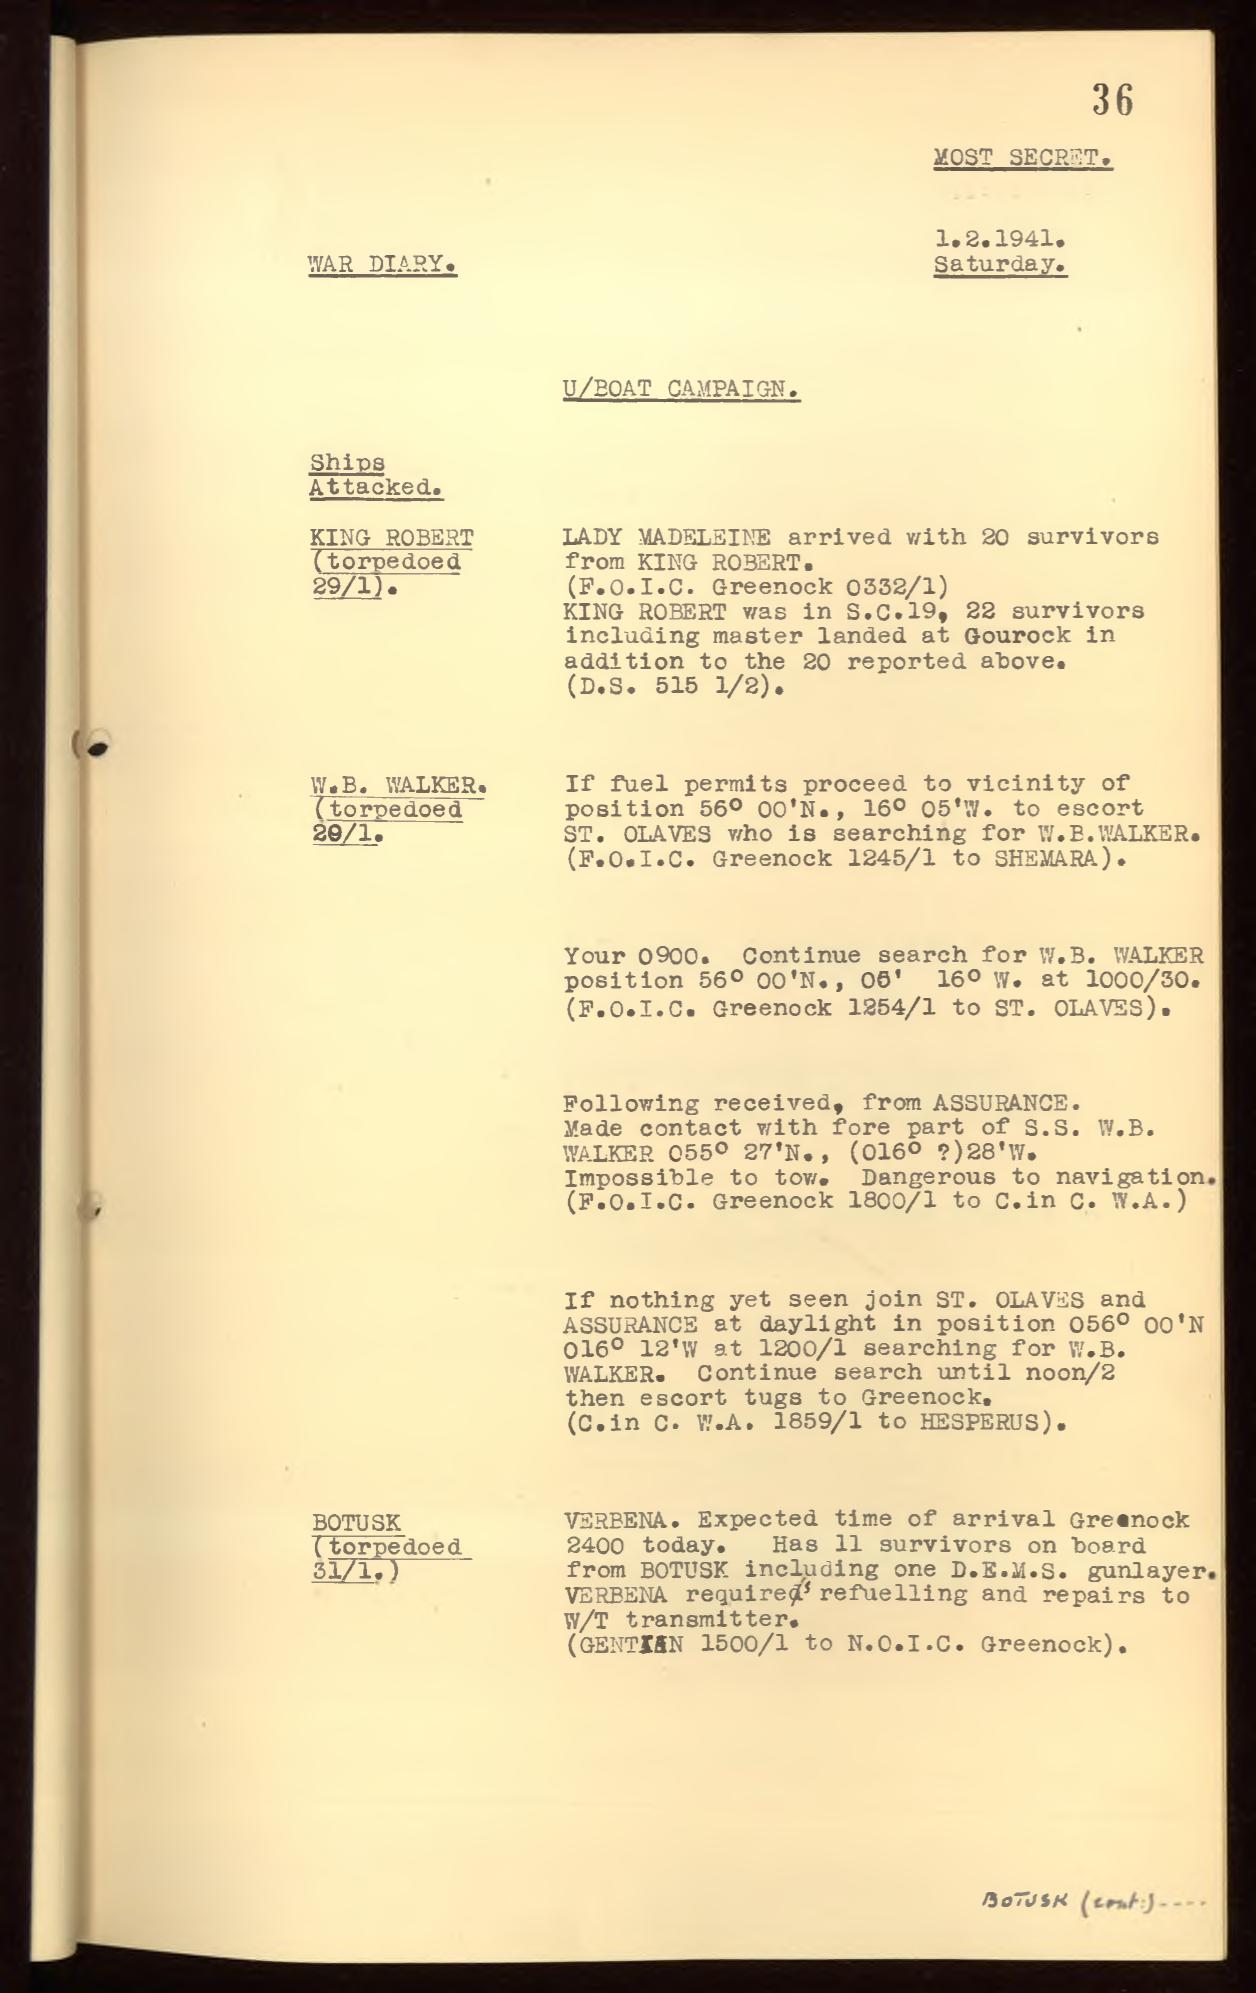 36
MOST SECRET.
1.2.1941.
WAR DIARY. Saturday.
U/BOAT CAMPAIGN.
Ships
Attacked.
KING ROBERT LADY MADELEINE arrived with 20 survivors
(torpedoed from KING ROBERT.
29/1). (F.O.I.C. Greenock 0332/1)
KING ROBERT was in S.C.19, 22 survivors
including master landed at Gourock in
addition to the 20 reported above.
(D.S. 515 1/2).
W.B. WALKER. If fuel permits proceed to vicinity of
(torpedoed position 56° 00'N., 16° 05'W. to escort
29/1. ST. OLAVES who is searching for W.B.WALKER.
(F.O.I.C. Greenock 1245/1 to SHEMARA).
Your 0900. Continue search for W.B. WALKER
position 56° 00'N., 05' 16° W. at 1000/30.
(F.O.I.C. Greenock 1254/1 to ST. OLAVES).
Following received, from ASSURANCE.
Made contact with fore part of S.S. W.B.
WALKER 055° 27'N., (016° ?)28'W.
Impossible to tow. Dangerous to navigation.
(F.O.I.C. Greenock 1800/1 to C.in C. W.A.)
If nothing yet seen join ST. OLAVES and
ASSURANCE at daylight in position 056° 00'N
016° 12'W at 1200/1 searching for W.B.
WALKER. Continue search until noon/2
then escort tugs to Greenock.
(C.in C. W.A. 1859/1 to HESPERUS).
BOTUSK VERBENA. Expected time of arrival Greenock
(torpedoed 2400 today. Has 11 survivors on board
31/1.) from BOTUSK including one D.E.M.S. gunlayer.
VERBENA requires refuelling and repairs to
W/T transmitter.
(GENTIAN 1500/1 to N.O.I.C. Greenock).
BOTUSK (cont:)----